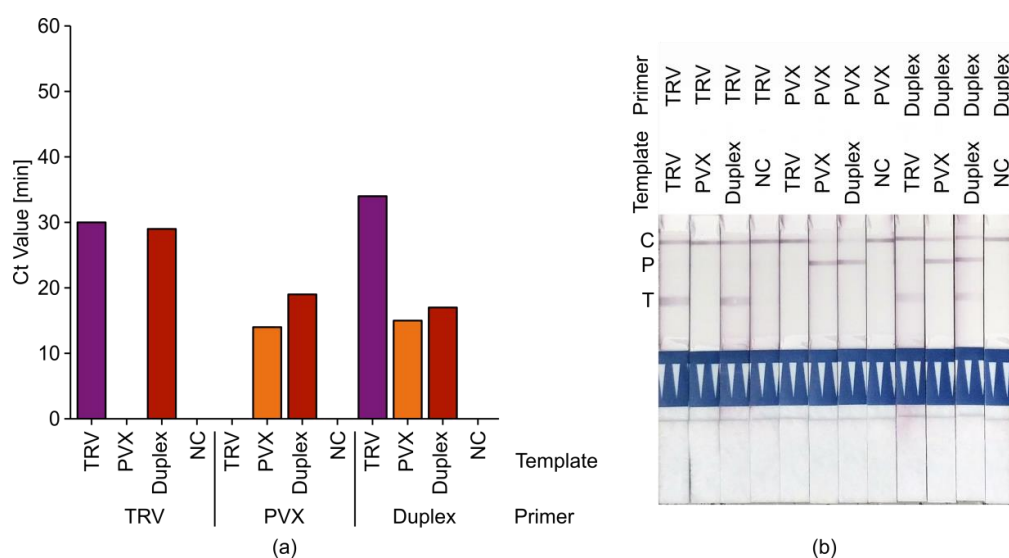 (a)
60
50
40
30
20
10
0
Ct Value [min]
TRV PVX Duplex NC TRV PVX Duplex NC TRV PVX Duplex NC
Template
TRV PVX Duplex
Primer
Primer TRV TRV TRV TRV PVX PVX PVX PVX Duplex Duplex Duplex Duplex
Template TRV PVX Duplex NC TRV PVX Duplex NC TRV PVX Duplex NC
C
P
T
(b)